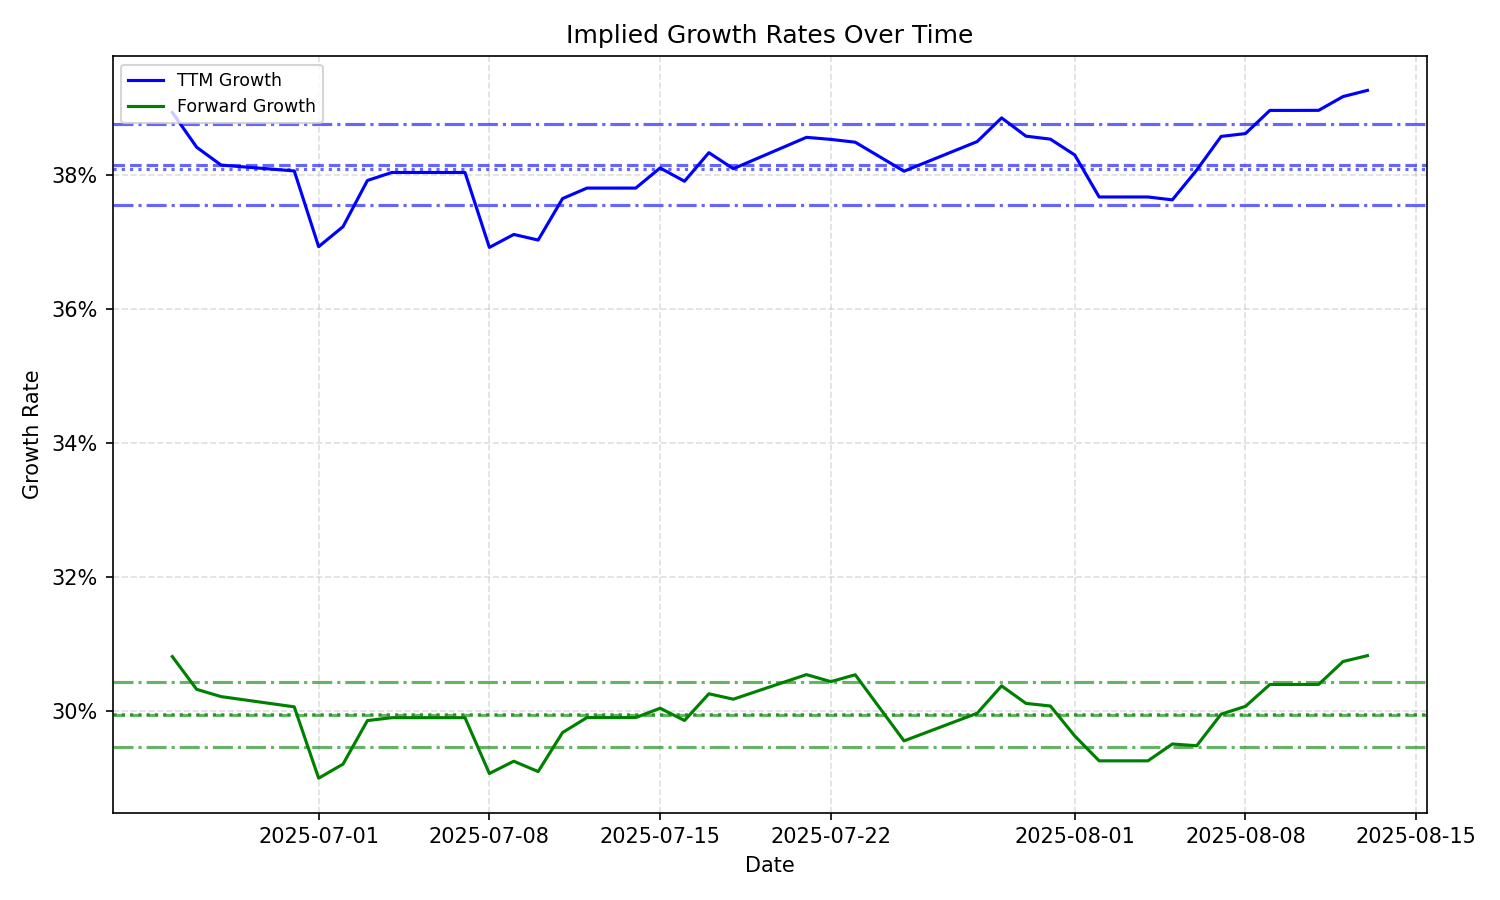 Implied Growth Rates Over Time
TTM Growth
Forward Growth
38%
36%
34%
32%
30%
Growth Rate
2025-07-01
2025-07-08
2025-07-15
2025-07-22
2025-08-01
2025-08-08
2025-08-15
Date